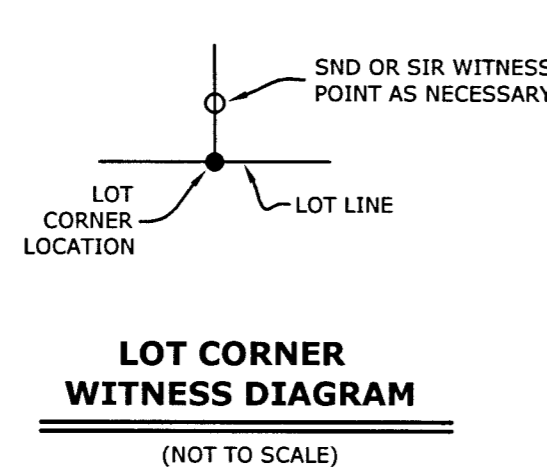 SND OR SIR WITNESS
POINT AS NECESSARY
LOT
CORNER
LOCATION
LOT LINE
LOT CORNER
WITNESS DIAGRAM
(NOT TO SCALE)